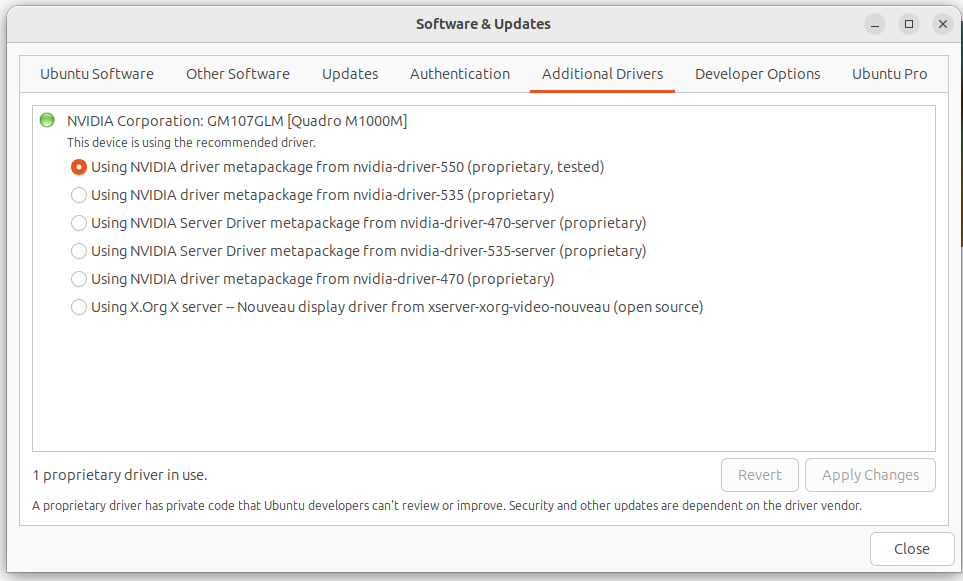 Software & Updates
Ubuntu Software Other Software Updates Authentication Additional Drivers Developer Options Ubuntu Pro
NVIDIA Corporation: GM107GLM [Quadro M1000M]
This device is using the recommended driver.
Using NVIDIA driver metapackage from nvidia-driver-550 (proprietary, tested)
Using NVIDIA driver metapackage from nvidia-driver-535 (proprietary)
Using NVIDIA Server Driver metapackage from nvidia-driver-470-server (proprietary)
Using NVIDIA Server Driver metapackage from nvidia-driver-535-server (proprietary)
Using NVIDIA driver metapackage from nvidia-driver-470 (proprietary)
Using X.Org X server -- Nouveau display driver from xserver-xorg-video-nouveau (open source)
1 proprietary driver in use.
Revert Apply Changes
A proprietary driver has private code that Ubuntu developers can't review or improve. Security and other updates are dependent on the driver vendor.
Close